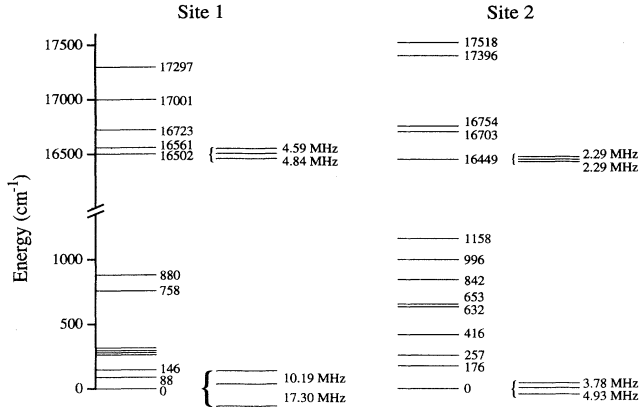 Site 1
Site 2
Energy (cm-1)
17500
17000
16500
1000
500
0
17297
17001
16723
16561
16502
4.59 MHz
4.84 MHz
880
758
146
88
0
10.19 MHz
17.30 MHz
17518
17396
16754
16703
16449
2.29 MHz
2.29 MHz
1158
996
842
653
632
416
257
176
0
3.78 MHz
4.93 MHz